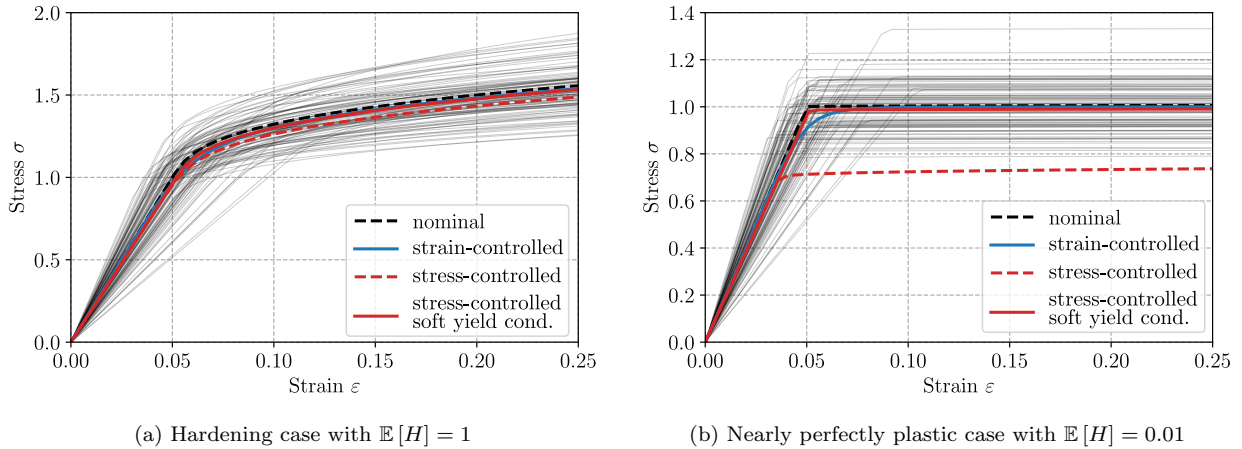 2.0
1.5
1.0
0.5
0.0
Stress σ
0.00 0.05 0.10 0.15 0.20 0.25
Strain ε
nominal
strain-controlled
stress-controlled
stress-controlled
soft yield cond.
(a) Hardening case with 𝔼 [H] = 1
1.4
1.2
1.0
0.8
0.6
0.4
0.2
0.0
Stress σ
0.00 0.05 0.10 0.15 0.20 0.25
Strain ε
nominal
strain-controlled
stress-controlled
stress-controlled
soft yield cond.
(b) Nearly perfectly plastic case with 𝔼 [H] = 0.01